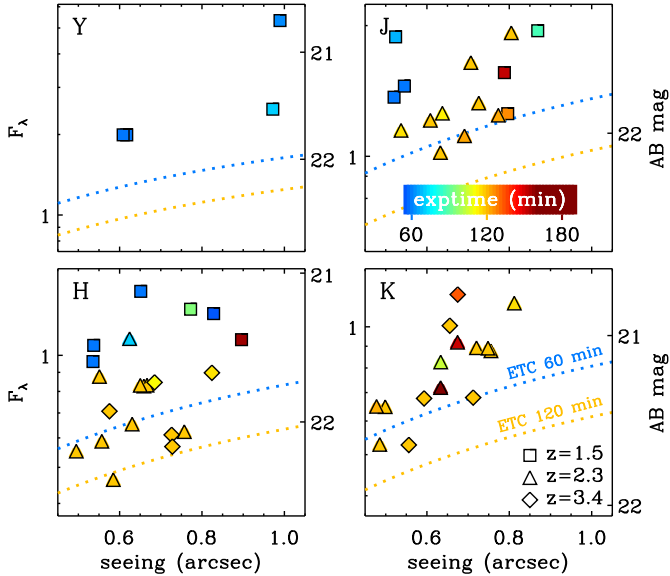 Y
21
22
1
F_λ
J
22
1
AB mag
exptime (min)
60 120 180
H
21
22
1
F_λ
0.6 0.8 1.0
seeing (arcsec)
K
21
22
1
AB mag
ETC 60 min
ETC 120 min
z=1.5
z=2.3
z=3.4
0.6 0.8 1.0
seeing (arcsec)